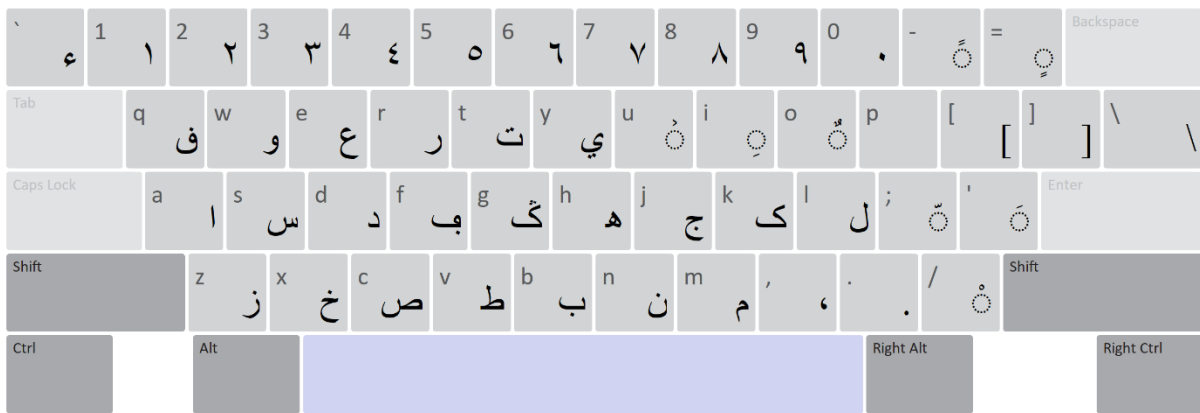 ` ء 1 ١ 2 ٢ 3 ٣ 4 ٤ 5 ٥ 6 ٦ 7 ٧ 8 ٨ 9 ٩ 0 ٠ - ◌ً = ◌ٍ Backspace
Tab q ف w و e ع r ر t ت y ي u ◌ُ i ◌ِ o ◌ٌ p [ [ ] ] \ \
Caps Lock a ا s س d د f ڢ g ݣ h ه j ج k ک l ل ; ◌ّ ' ◌َ Enter
Shift z ز x خ c ص v ط b ب n ن m م , ، . . / ◌ْ Shift
Ctrl Alt Right Alt Right Ctrl